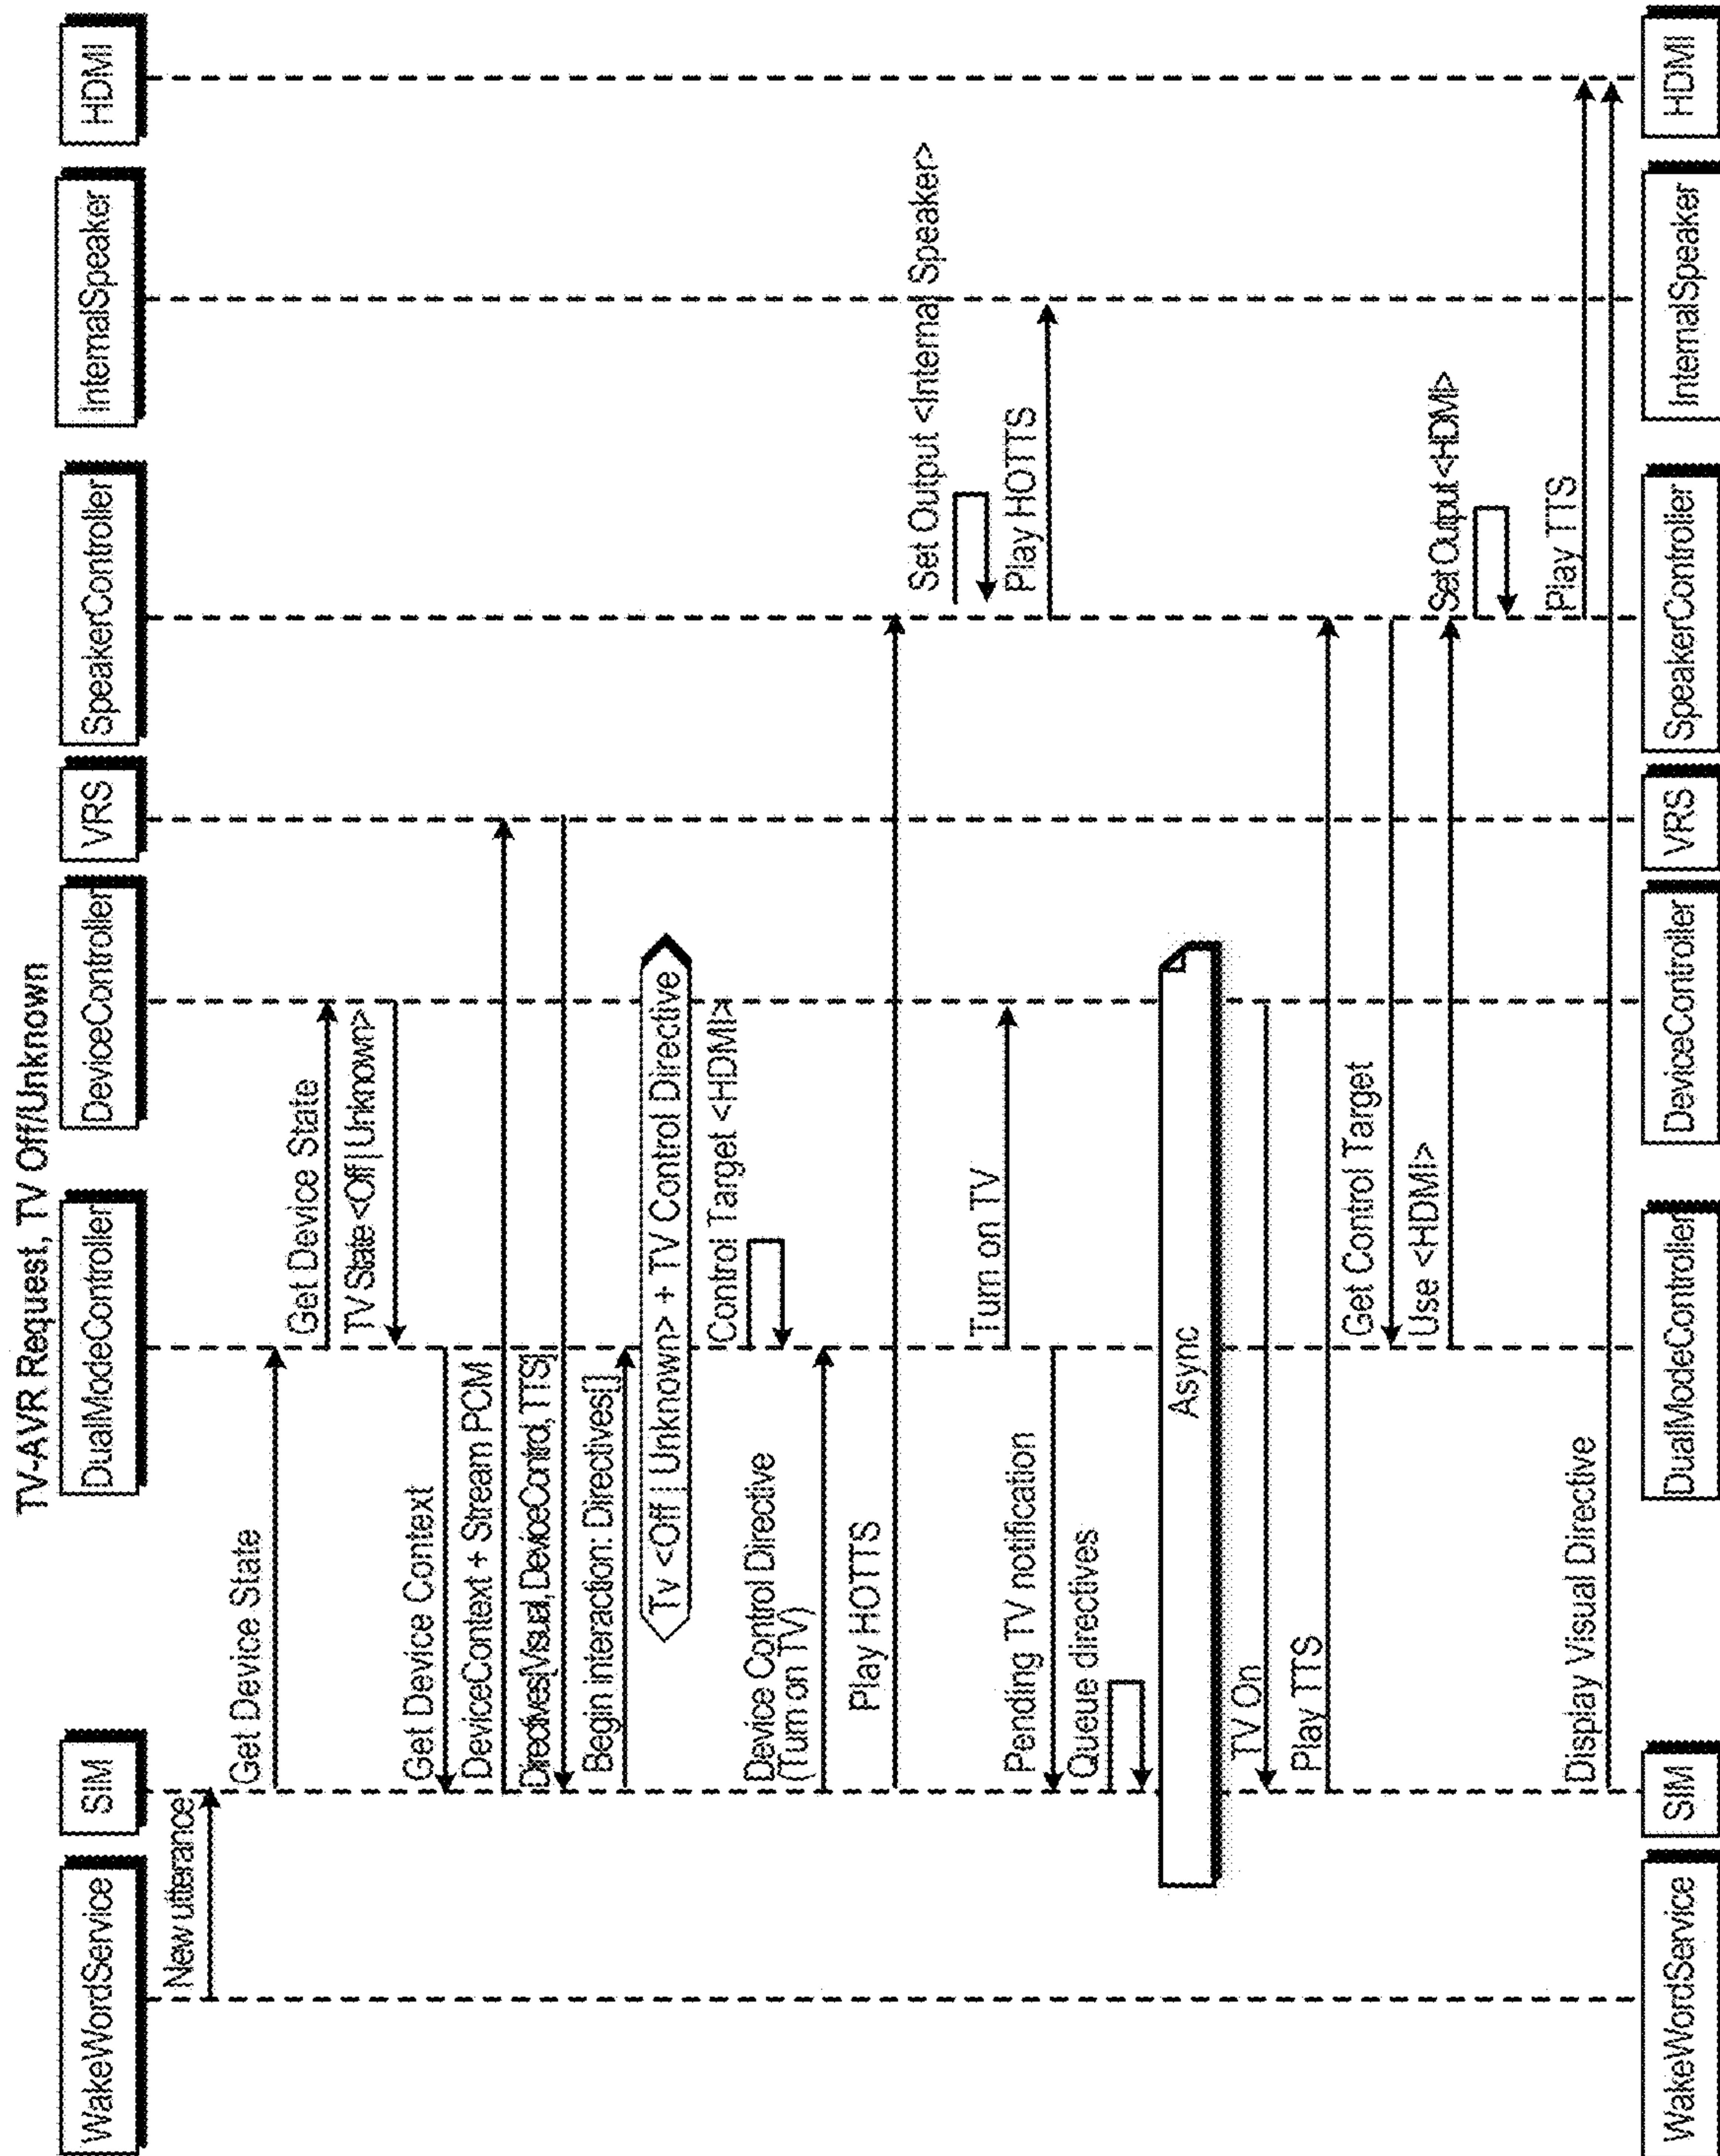 TV-AVR Request, TV Off/Unknown
WakeWordService
SIM
DualModeController
DeviceController
VRS
SpeakerController
InternalSpeaker
HDMI
New utterance
Get Device State
Get Device State
TV State <Off | Unknown>
Get Device Context
DeviceContext + Stream PCM
Directives[Visual, DeviceControl, TTS]
Begin interaction: Directives[]
Tv <Off | Unknown> + TV Control Directive
Control Target <HDMI>
Device Control Directive
(Turn on TV)
Play HOTTS
Set Output <Internal Speaker>
Turn on TV
Play HOTTS
Pending TV notification
Queue directives
Async
TV On
Play TTS
Get Control Target
Use <HDMI>
Set Output <HDMI>
Play TTS
Display Visual Directive
WakeWordService
SIM
DualModeController
DeviceController
VRS
SpeakerController
InternalSpeaker
HDMI